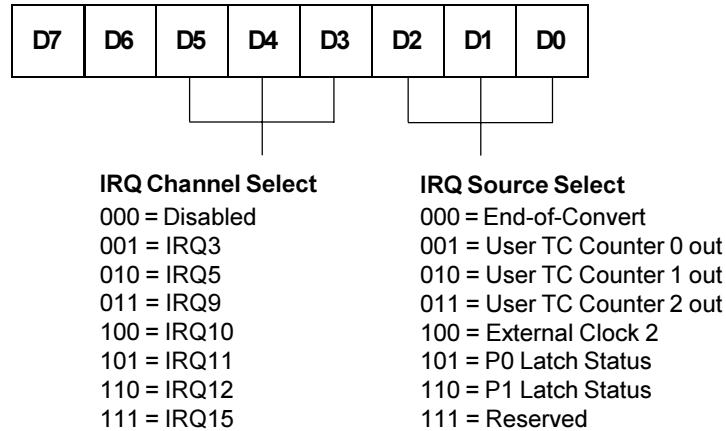 D7 D6 D5 D4 D3 D2 D1 D0
IRQ Channel Select
000 = Disabled
001 = IRQ3
010 = IRQ5
011 = IRQ9
100 = IRQ10
101 = IRQ11
110 = IRQ12
111 = IRQ15
IRQ Source Select
000 = End-of-Convert
001 = User TC Counter 0 out
010 = User TC Counter 1 out
011 = User TC Counter 2 out
100 = External Clock 2
101 = P0 Latch Status
110 = P1 Latch Status
111 = Reserved